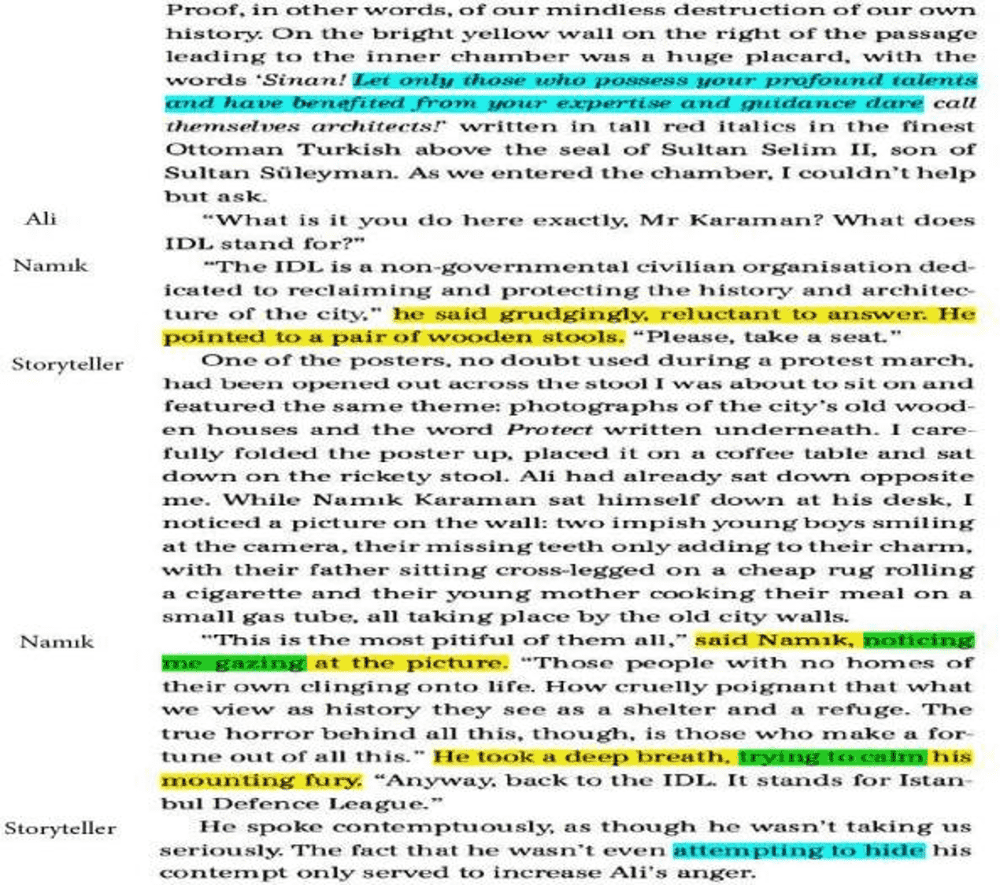 Proof, in other words, of our mindless destruction of our own
history. On the bright yellow wall on the right of the passage
leading to the inner chamber was a huge placard, with the
words ‘Sinan! Let only those who possess your profound talents
and have benefited from your expertise and guidance dare call
themselves architects!’ written in tall red italics in the finest
Ottoman Turkish above the seal of Sultan Selim II, son of
Sultan Süleyman. As we entered the chamber, I couldn’t help
but ask.
Ali “What is it you do here exactly, Mr Karaman? What does
IDL stand for?”
Namık “The IDL is a non-governmental civilian organisation ded-
icated to reclaiming and protecting the history and architec-
ture of the city,” he said grudgingly, reluctant to answer. He
pointed to a pair of wooden stools. “Please, take a seat.”
Storyteller One of the posters, no doubt used during a protest march,
had been opened out across the stool I was about to sit on and
featured the same theme: photographs of the city’s old wood-
en houses and the word Protect written underneath. I care-
fully folded the poster up, placed it on a coffee table and sat
down on the rickety stool. Ali had already sat down opposite
me. While Namık Karaman sat himself down at his desk, I
noticed a picture on the wall: two impish young boys smiling
at the camera, their missing teeth only adding to their charm,
with their father sitting cross-legged on a cheap rug rolling
a cigarette and their young mother cooking their meal on a
small gas tube, all taking place by the old city walls.
Namık “This is the most pitiful of them all,” said Namık, noticing
me gazing at the picture. “Those people with no homes of
their own clinging onto life. How cruelly poignant that what
we view as history they see as a shelter and a refuge. The
true horror behind all this, though, is those who make a for-
tune out of all this.” He took a deep breath, trying to calm his
mounting fury. “Anyway, back to the IDL. It stands for Istan-
bul Defence League.”
Storyteller He spoke contemptuously, as though he wasn’t taking us
seriously. The fact that he wasn’t even attempting to hide his
contempt only served to increase Ali’s anger.